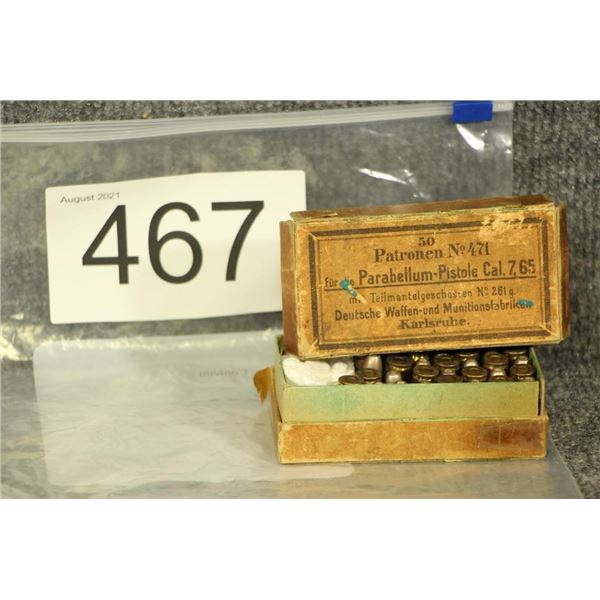 August 2021
467
50
Patronen Nº 471
für die Parabellum-Pistole Cal. 7,65
mit Teilmantelgeschossen Nº 261 g.
Deutsche Waffen-und Munitionsfabriken
Karlsruhe.